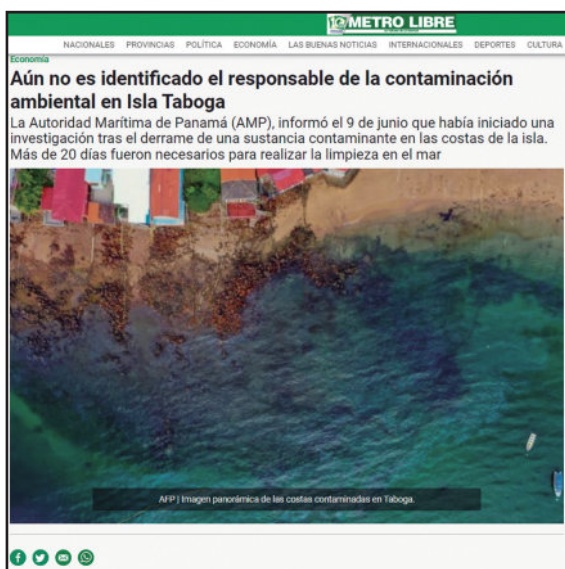 METRO LIBRE
NACIONALES PROVINCIAS POLÍTICA ECONOMÍA LAS BUENAS NOTICIAS INTERNACIONALES DEPORTES CULTURA
Economía
Aún no es identificado el responsable de la contaminación
ambiental en Isla Taboga
La Autoridad Marítima de Panamá (AMP), informó el 9 de junio que había iniciado una
investigación tras el derrame de una sustancia contaminante en las costas de la isla.
Más de 20 días fueron necesarios para realizar la limpieza en el mar
AFP | Imagen panorámica de las costas contaminadas en Taboga.